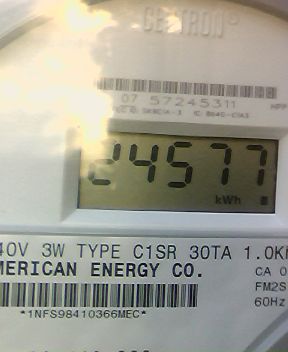 CENTRON®
07 57245311
24577
kWh
40V 3W TYPE C1SR 30TA 1.0K
MERICAN ENERGY CO.
CA 0
FM2S
60Hz
*1NFS98410366MEC*